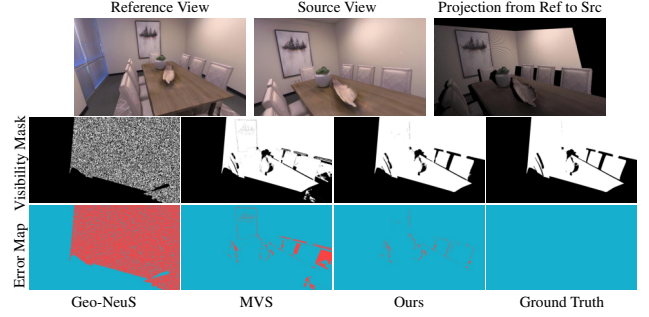 Reference View
Source View
Projection from Ref to Src
Visibility Mask
Error Map
Geo-NeuS
MVS
Ours
Ground Truth